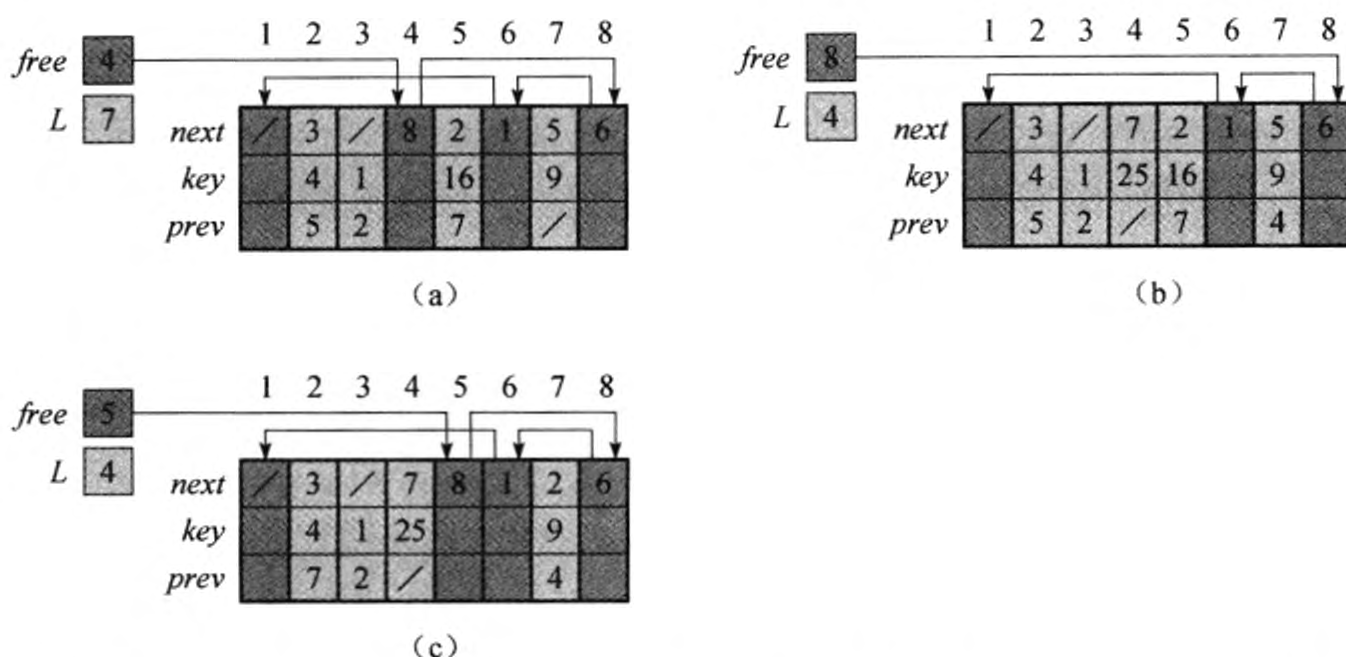 1 2 3 4 5 6 7 8
free 4
L 7
next / 3 / 8 2 1 5 6
key 4 1 16 9
prev 5 2 7 /
(a)
1 2 3 4 5 6 7 8
free 8
L 4
next / 3 / 7 2 1 5 6
key 4 1 25 16 9
prev 5 2 / 7 4
(b)
1 2 3 4 5 6 7 8
free 5
L 4
next / 3 / 7 8 1 2 6
key 4 1 25 9
prev 7 2 / 4
(c)